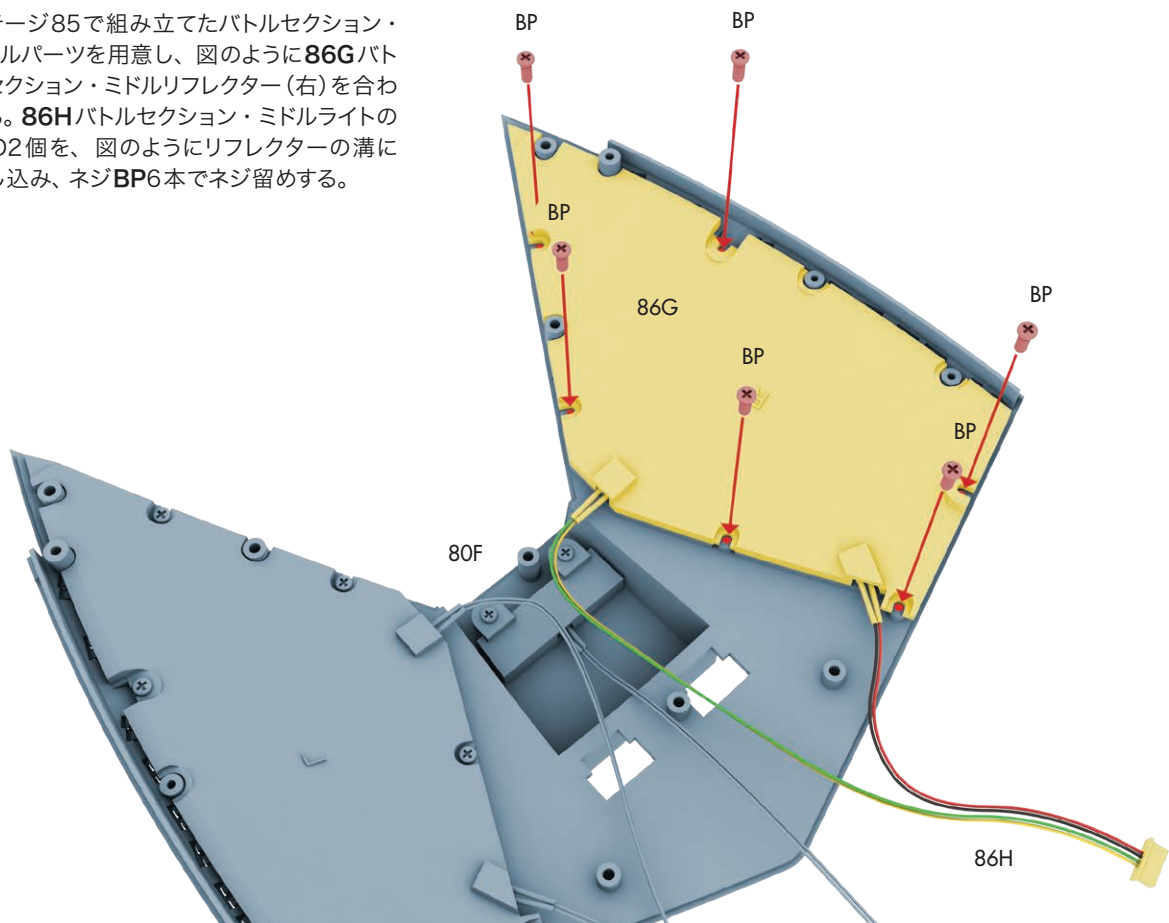 テージ85で組み立てたバトルセクション・
ルパーツを用意し、図のように86Gバト
セクション・ミドルリフレクター（右）を合わ
る。86Hバトルセクション・ミドルライトの
D2個を、図のようにリフレクターの溝に
し込み、ネジBP6本でネジ留めする。
BP
BP
BP
86G
BP
BP
BP
80F
86H
L